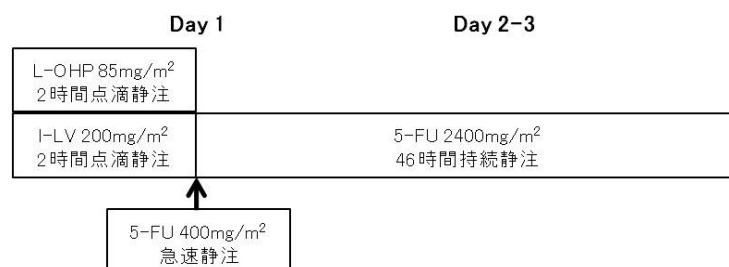 Day 1
Day 2-3
L-OHP 85mg/m²
2時間点滴静注
l-LV 200mg/m²
2時間点滴静注
5-FU 2400mg/m²
46時間持続静注
5-FU 400mg/m²
急速静注